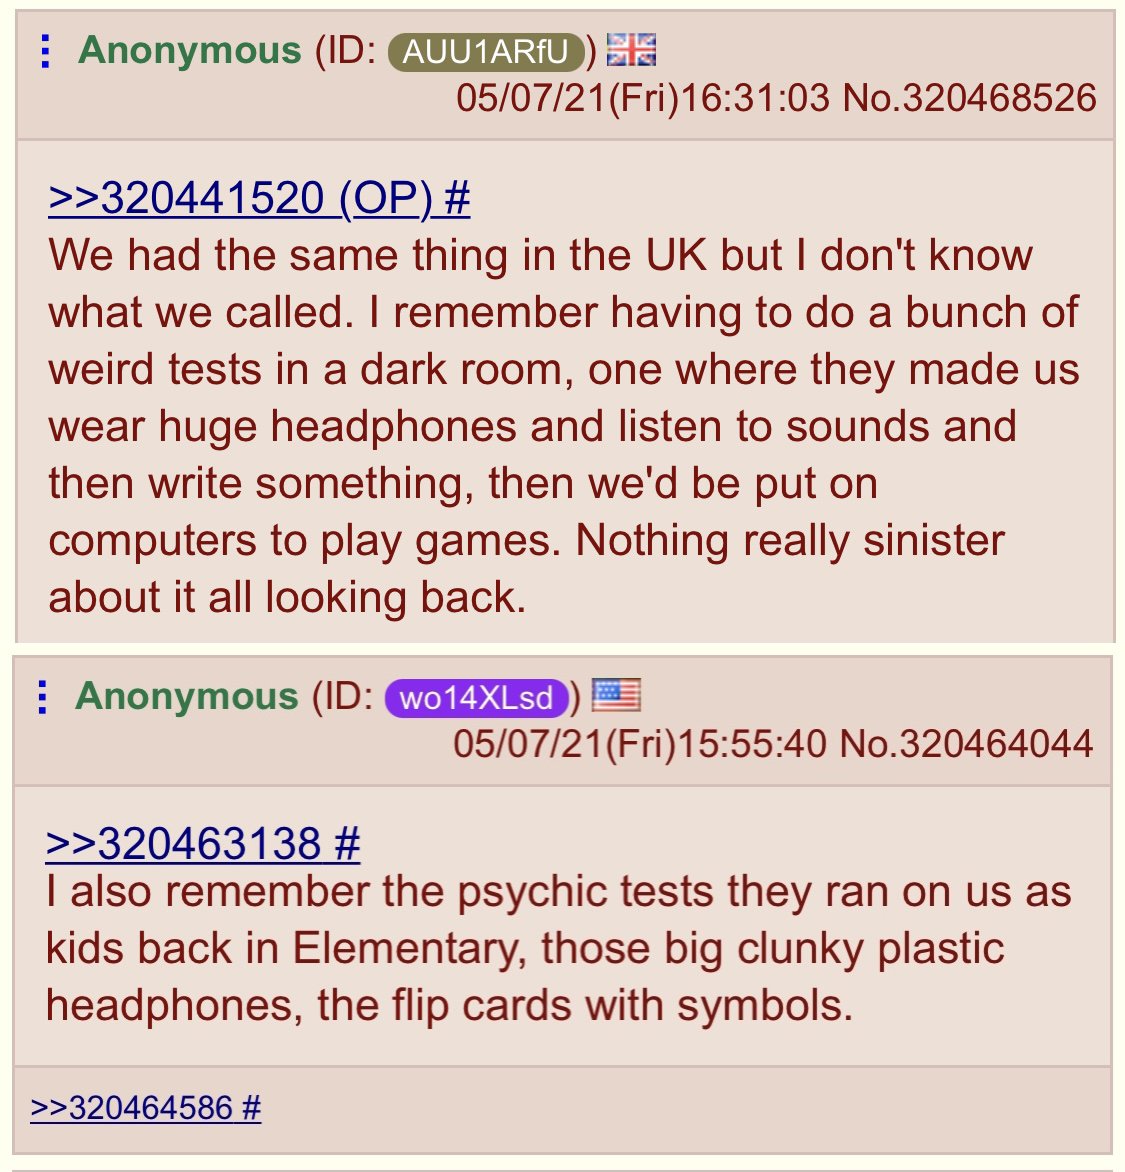 Anonymous (ID: AUU1ARfU)
05/07/21(Fri)16:31:03 No.320468526
>>320441520 (OP) #
We had the same thing in the UK but I don't know
what we called. I remember having to do a bunch of
weird tests in a dark room, one where they made us
wear huge headphones and listen to sounds and
then write something, then we'd be put on
computers to play games. Nothing really sinister
about it all looking back.
Anonymous (ID: wo14XLsd)
05/07/21(Fri)15:55:40 No.320464044
>>320463138 #
I also remember the psychic tests they ran on us as
kids back in Elementary, those big clunky plastic
headphones, the flip cards with symbols.
>>320464586 #